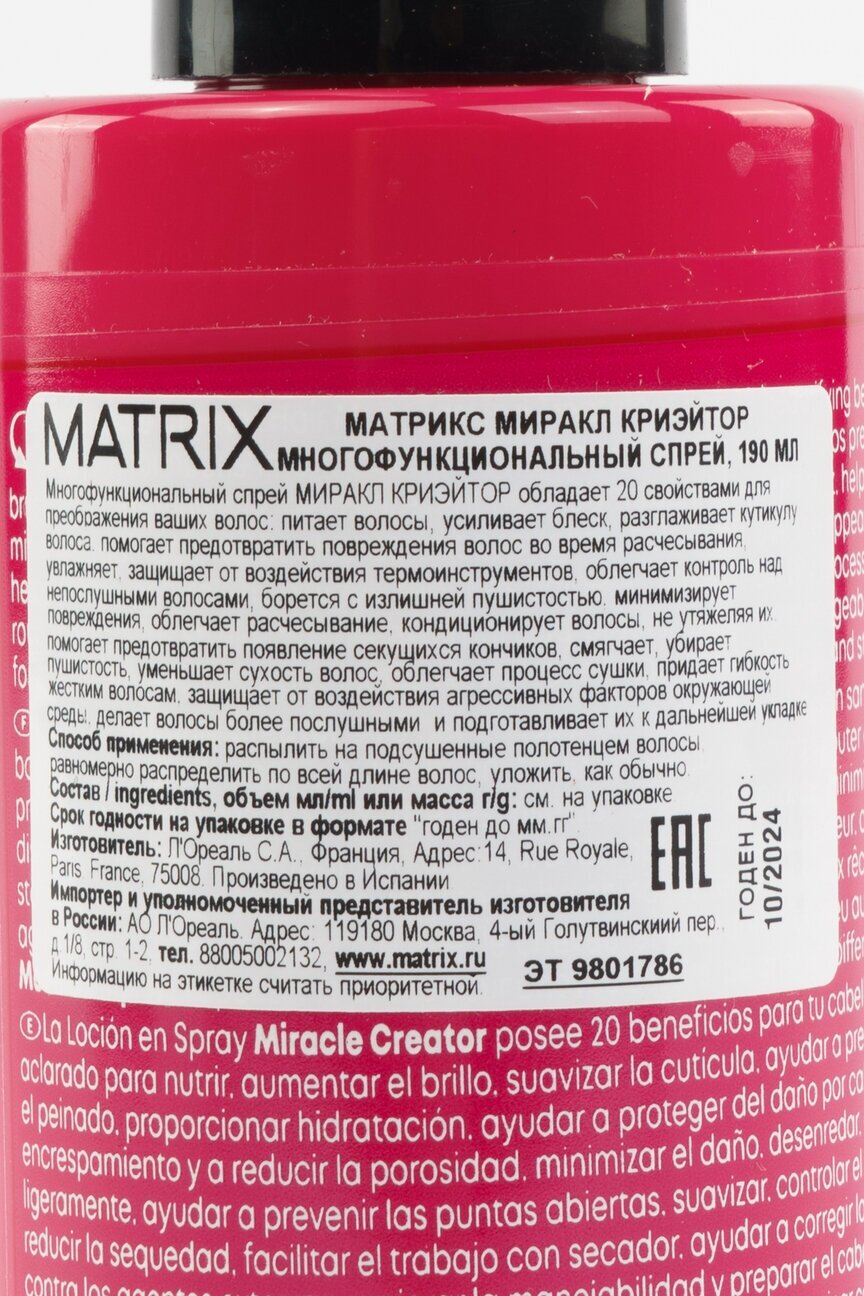 MATRIX
МАТРИКС МИРАКЛ КРИЭЙТОР
МНОГОФУНКЦИОНАЛЬНЫЙ СПРЕЙ, 190 МЛ
Многофункциональный спрей МИРАКЛ КРИЭЙТОР обладает 20 свойствами для
преображения ваших волос: питает волосы, усиливает блеск, разглаживает кутикулу
волоса. помогает предотвратить повреждения волос во время расчесывания,
увлажняет, защищает от воздействия термоинструментов, облегчает контроль над
непослушными волосами, борется с излишней пушистостью. минимизирует
повреждения, облегчает расчесывание, кондиционирует волосы, не утяжеляя их
помогает предотвратить появление секущихся кончиков, смягчает, убирает
пушистость, уменьшает сухость волос, облегчает процесс сушки, придает гибкость
жестким волосам, защищает от воздействия агрессивных факторов окружающей
среды, делает волосы более послушными и подготавливает их к дальнейшей укладке
Способ применения: распылить на подсушенные полотенцем волосы
равномерно распределить по всей длине волос, уложить, как обычно.
Состав / ingredients, объем мл/ml или масса г/g: см. на упаковке
Срок годности на упаковке в формате "годен до мм.гг".
Изготовитель: Л'Ореаль С.А., Франция, Адрес:14, Rue Royale,
Paris, France, 75008. Произведено в Испании
Импортер и уполномоченный представитель изготовителя
в России: АО Л'Ореаль. Адрес: 119180 Москва, 4-ый Голутвинскиий пер.,
д.1/8, стр. 1-2, тел. 88005002132, www.matrix.ru
Информацию на этикетке считать приоритетной.
ЭТ 9801786
EAC
ГОДЕН ДО:
10/2024
E La Loción en Spray Miracle Creator posee 20 beneficios para tu
aclarado para nutrir, aumentar el brillo, suavizar la cutícula, ayudar a
el peinado, proporcionar hidratación, ayudar a proteger del daño por
encrespamiento y a reducir la porosidad, minimizar el daño, desenredar,
ligeramente, ayudar a prevenir las puntas abiertas, suavizar, controlar el
reducir la sequedad, facilitar el trabajo con secador, ayudar a corregir
contra los agentes la manejabilidad y preparar el